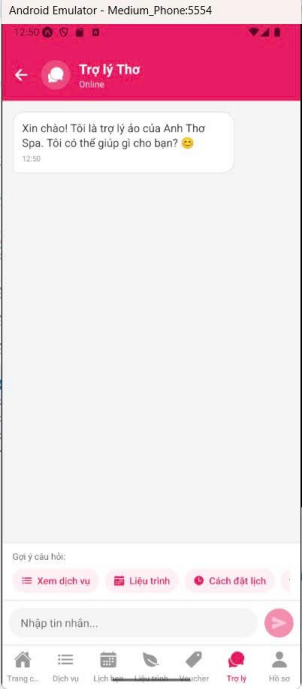 Android Emulator - Medium_Phone:5554
12:50
Trợ lý Thơ
Online
Xin chào! Tôi là trợ lý ảo của Anh Thơ
Spa. Tôi có thể giúp gì cho bạn? 😊
12:50
Gợi ý câu hỏi:
Xem dịch vụ
Liệu trình
Cách đặt lịch
Nhập tin nhắn...
Trang c...
Dịch vụ
Lịch hẹn
Liệu trình
Voucher
Trợ lý
Hồ sơ